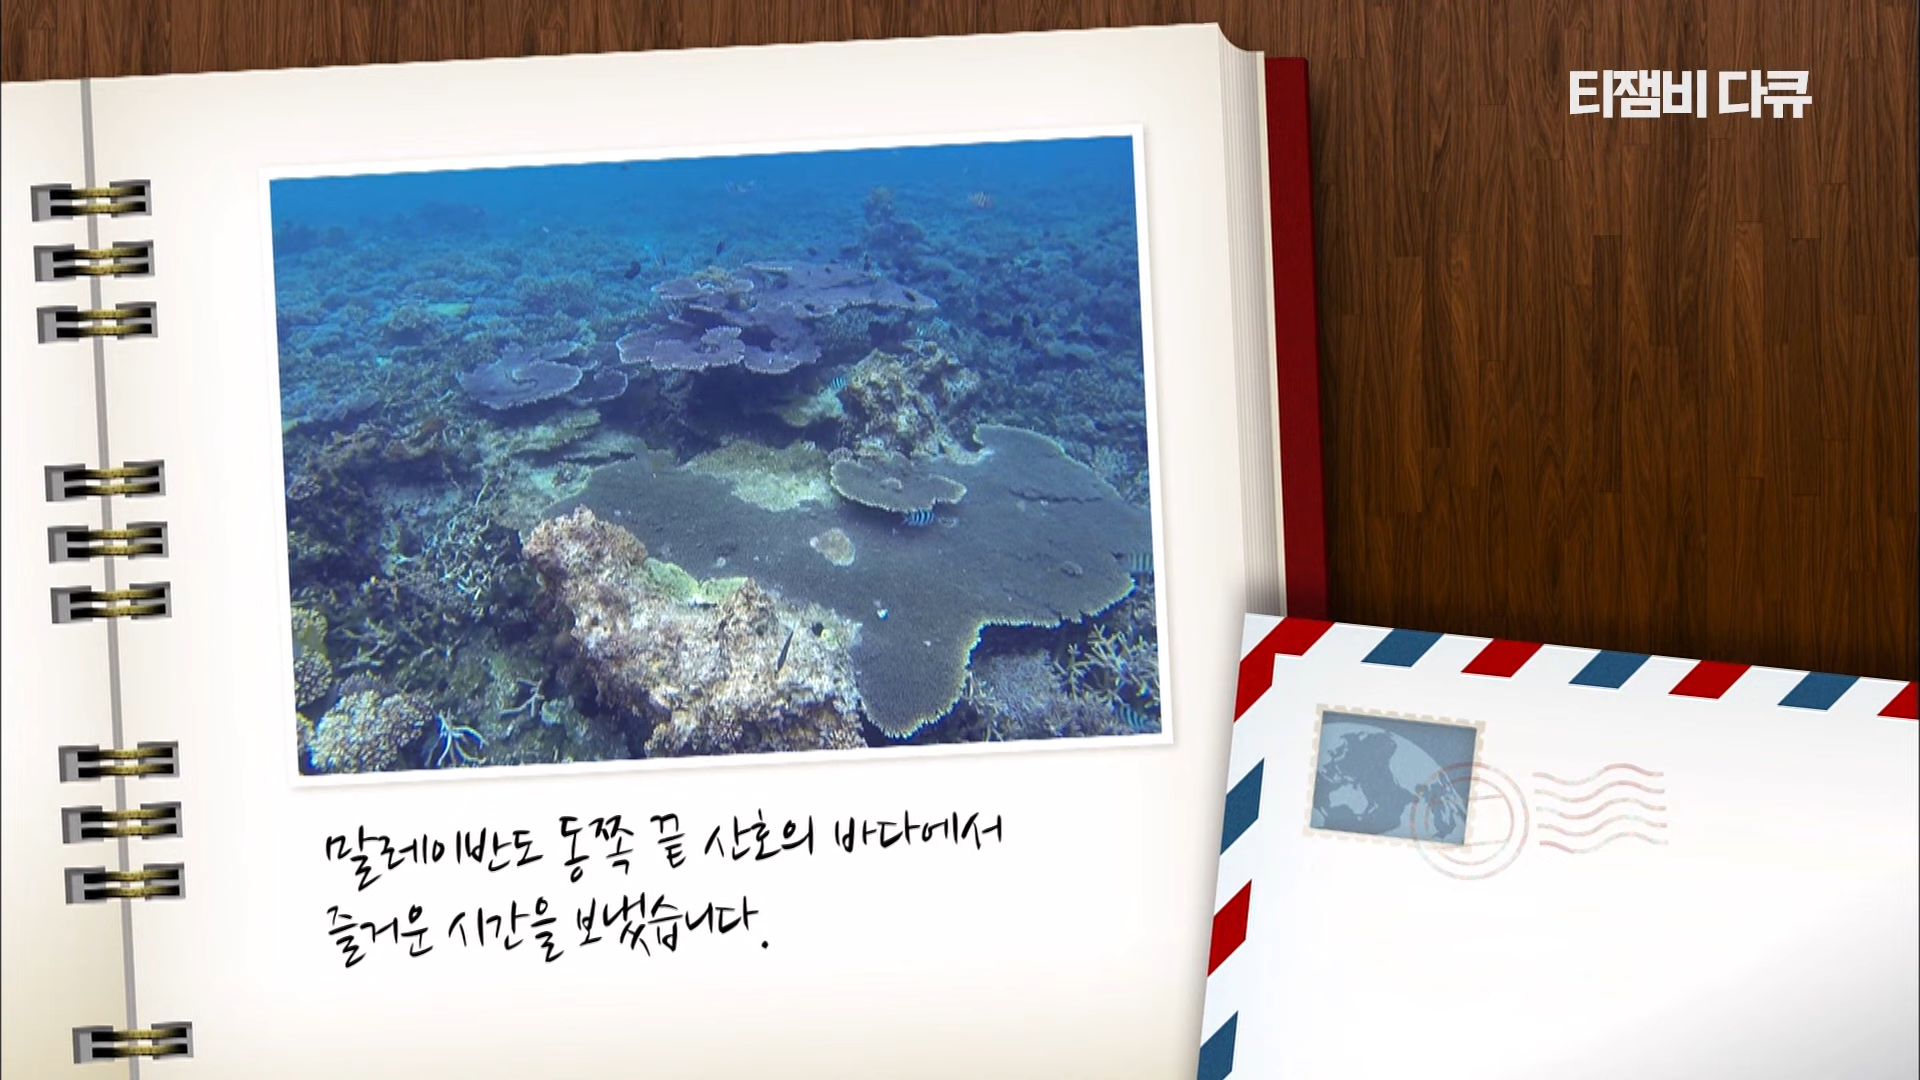 티잼비 다큐
말레이반도 동쪽 끝 산호의 바다에서
즐거운 시간을 보냈습니다.